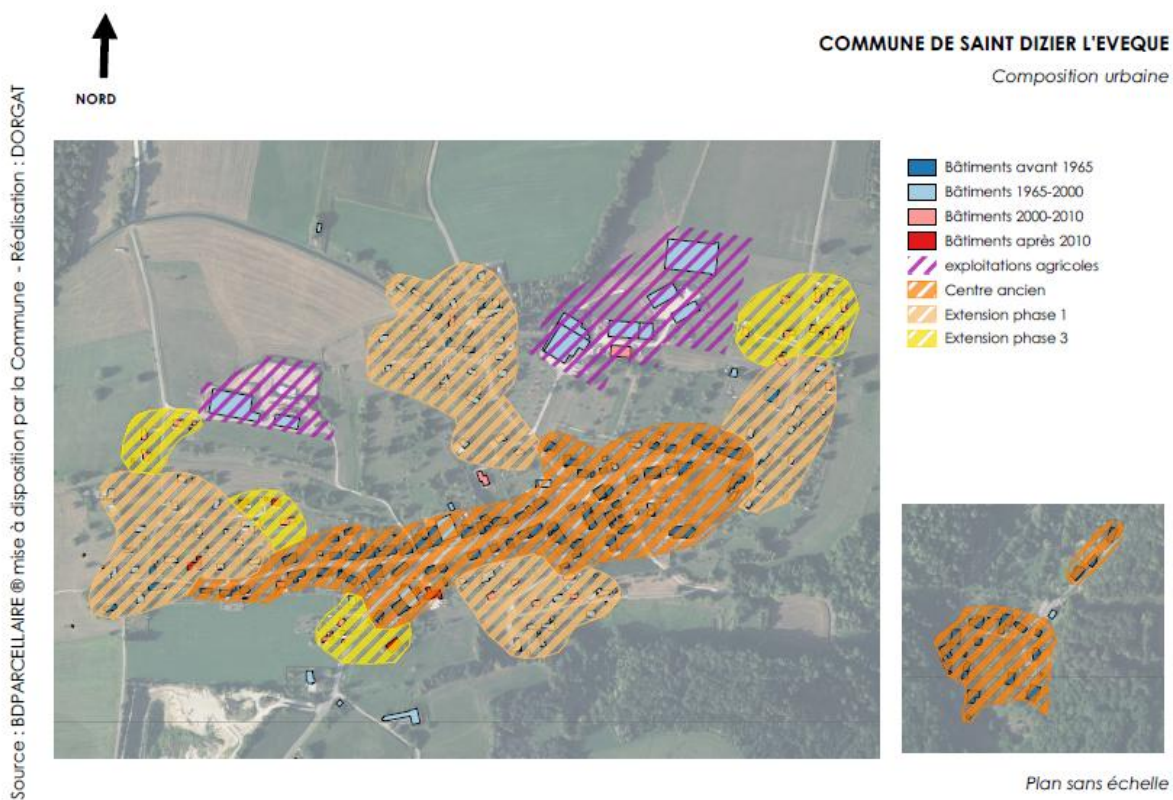 COMMUNE DE SAINT DIZIER L'EVEQUE
Composition urbaine
NORD
Source : BDPARCELLAIRE ® mise à disposition par la Commune - Réalisation : DORGAT
Bâtiments avant 1965
Bâtiments 1965-2000
Bâtiments 2000-2010
Bâtiments après 2010
exploitations agricoles
Centre ancien
Extension phase 1
Extension phase 3
Plan sans échelle